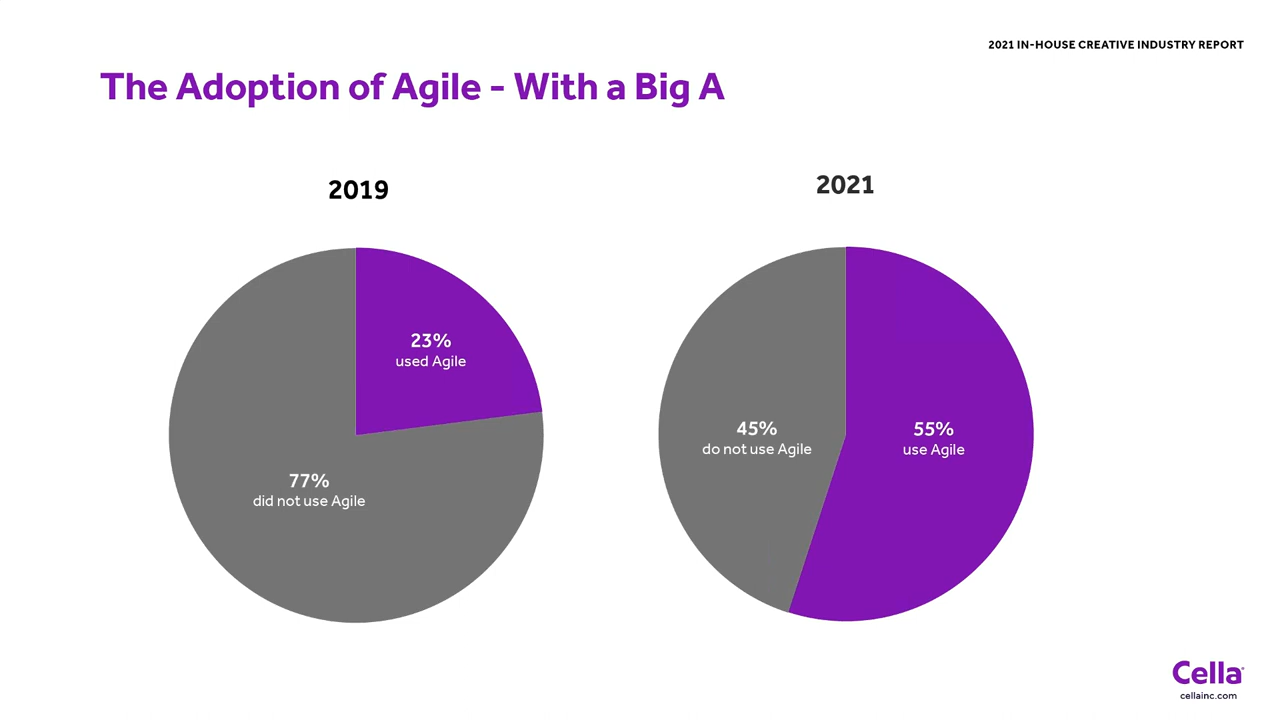 2021 IN-HOUSE CREATIVE INDUSTRY REPORT
The Adoption of Agile - With a Big A
2019
23%
used Agile
77%
did not use Agile
2021
45%
do not use Agile
55%
use Agile
Cella
cellainc.com